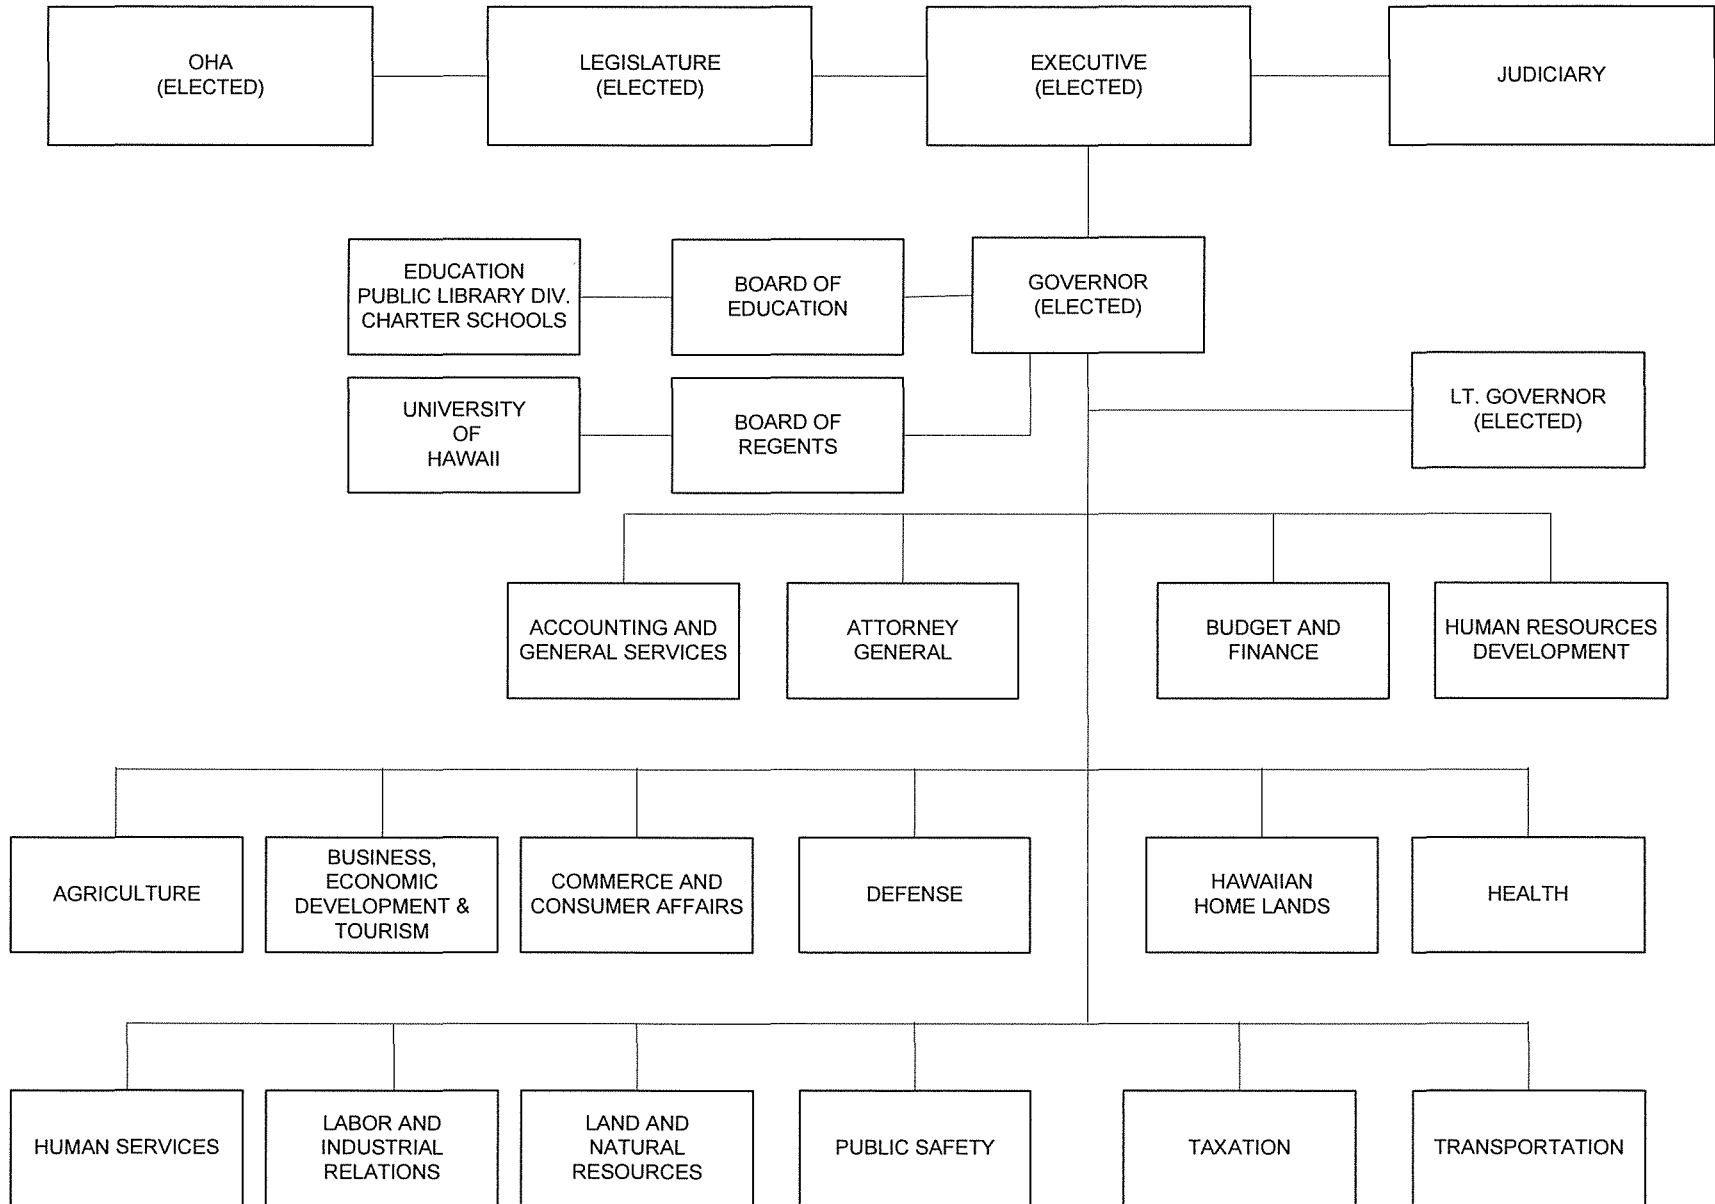 OHA
(ELECTED)
LEGISLATURE
(ELECTED)
EXECUTIVE
(ELECTED)
JUDICIARY
EDUCATION
PUBLIC LIBRARY DIV.
CHARTER SCHOOLS
BOARD OF
EDUCATION
GOVERNOR
(ELECTED)
UNIVERSITY
OF
HAWAII
BOARD OF
REGENTS
LT. GOVERNOR
(ELECTED)
ACCOUNTING AND
GENERAL SERVICES
ATTORNEY
GENERAL
BUDGET AND
FINANCE
HUMAN RESOURCES
DEVELOPMENT
AGRICULTURE
BUSINESS,
ECONOMIC
DEVELOPMENT &
TOURISM
COMMERCE AND
CONSUMER AFFAIRS
DEFENSE
HAWAIIAN
HOME LANDS
HEALTH
HUMAN SERVICES
LABOR AND
INDUSTRIAL
RELATIONS
LAND AND
NATURAL
RESOURCES
PUBLIC SAFETY
TAXATION
TRANSPORTATION